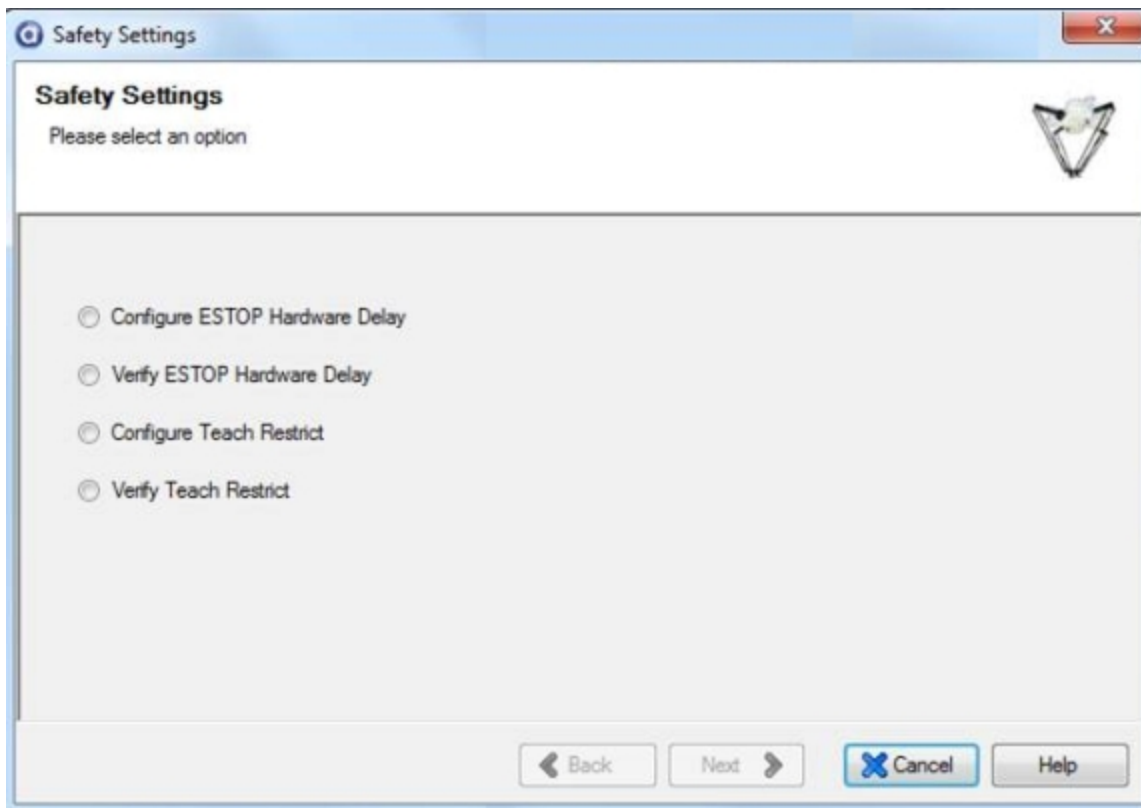 Safety Settings
Safety Settings
Please select an option
Configure ESTOP Hardware Delay
Verify ESTOP Hardware Delay
Configure Teach Restrict
Verify Teach Restrict
Back Next Cancel Help